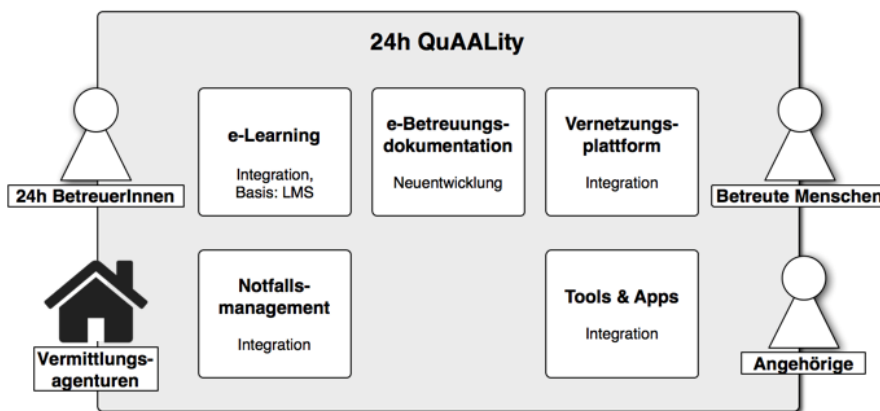 24h QuAALity
e-Learning
Integration,
Basis: LMS
e-Betreuungs-
dokumentation
Neuentwicklung
Vernetzungs-
plattform
Integration
24h BetreuerInnen
Betreute Menschen
Notfalls-
management
Integration
Tools & Apps
Integration
Vermittlungs-
agenturen
Angehörige